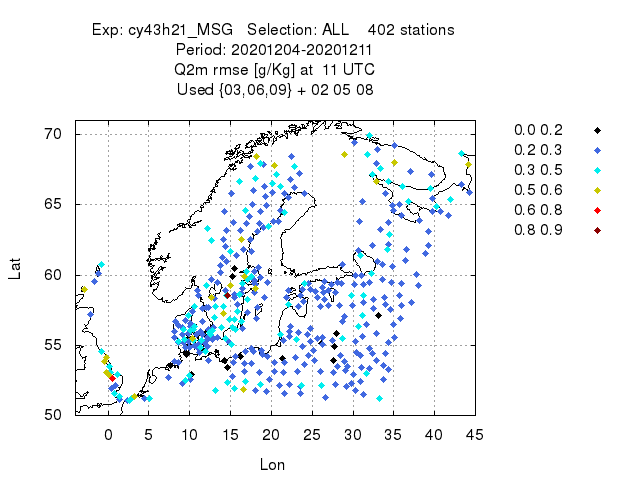 Exp: cy43h21_MSG Selection: ALL 402 stations
Period: 20201204-20201211
Q2m rmse [g/Kg] at 11 UTC
Used {03,06,09} + 02 05 08
70
65
60
55
50
0 5 10 15 20 25 30 35 40 45
Lat
Lon
0.0 0.2
0.2 0.3
0.3 0.5
0.5 0.6
0.6 0.8
0.8 0.9